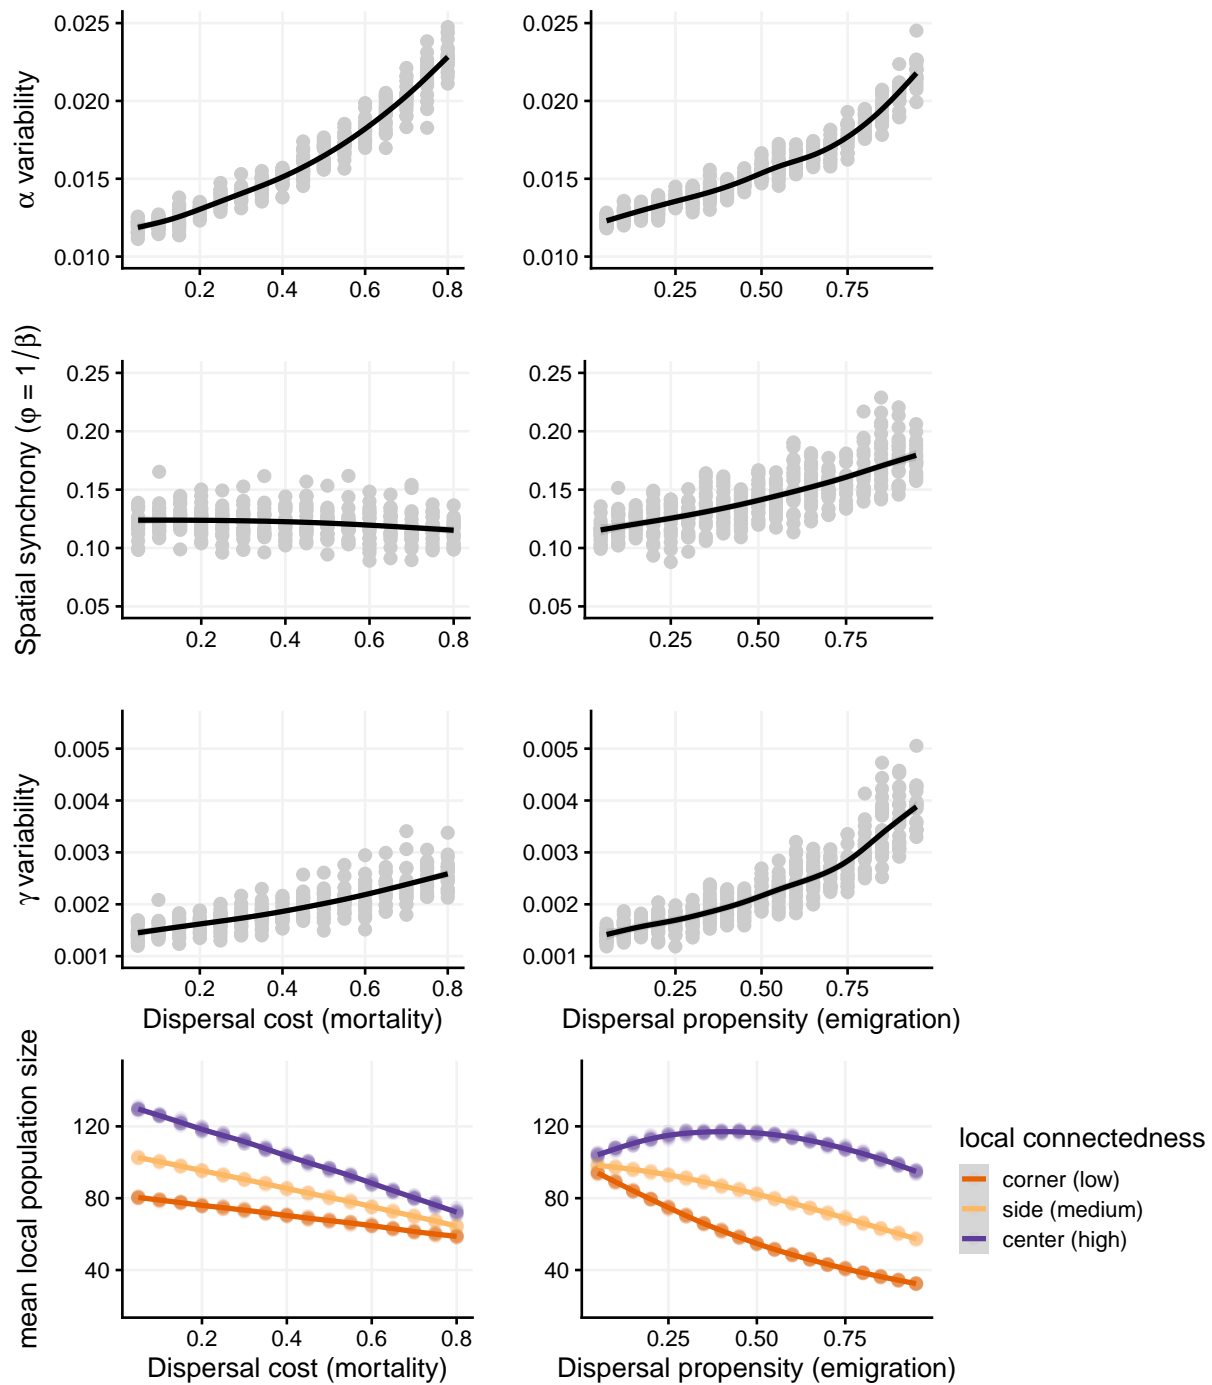 α variability
0.025
0.020
0.015
0.010
0.2 0.4 0.6 0.8
0.025
0.020
0.015
0.010
0.25 0.50 0.75
Spatial synchrony (φ = 1/β)
0.25
0.20
0.15
0.10
0.05
0.2 0.4 0.6 0.8
0.25
0.20
0.15
0.10
0.05
0.25 0.50 0.75
γ variability
0.005
0.004
0.003
0.002
0.001
0.2 0.4 0.6 0.8
Dispersal cost (mortality)
0.005
0.004
0.003
0.002
0.001
0.25 0.50 0.75
Dispersal propensity (emigration)
mean local population size
120
80
40
0.2 0.4 0.6 0.8
Dispersal cost (mortality)
120
80
40
0.25 0.50 0.75
Dispersal propensity (emigration)
local connectedness
corner (low)
side (medium)
center (high)